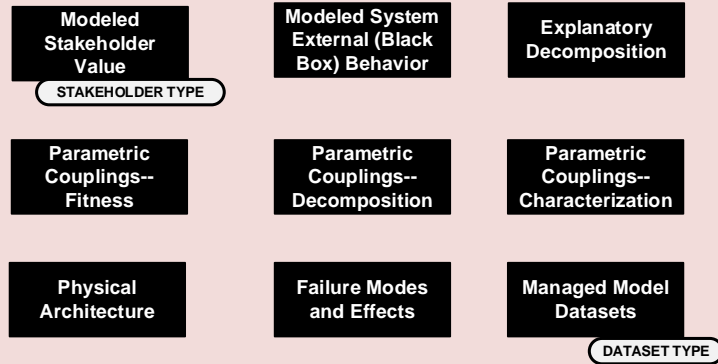 Modeled
Stakeholder
Value
STAKEHOLDER TYPE
Modeled System
External (Black
Box) Behavior
Explanatory
Decomposition
Parametric
Couplings--
Fitness
Parametric
Couplings--
Decomposition
Parametric
Couplings--
Characterization
Physical
Architecture
Failure Modes
and Effects
Managed Model
Datasets
DATASET TYPE